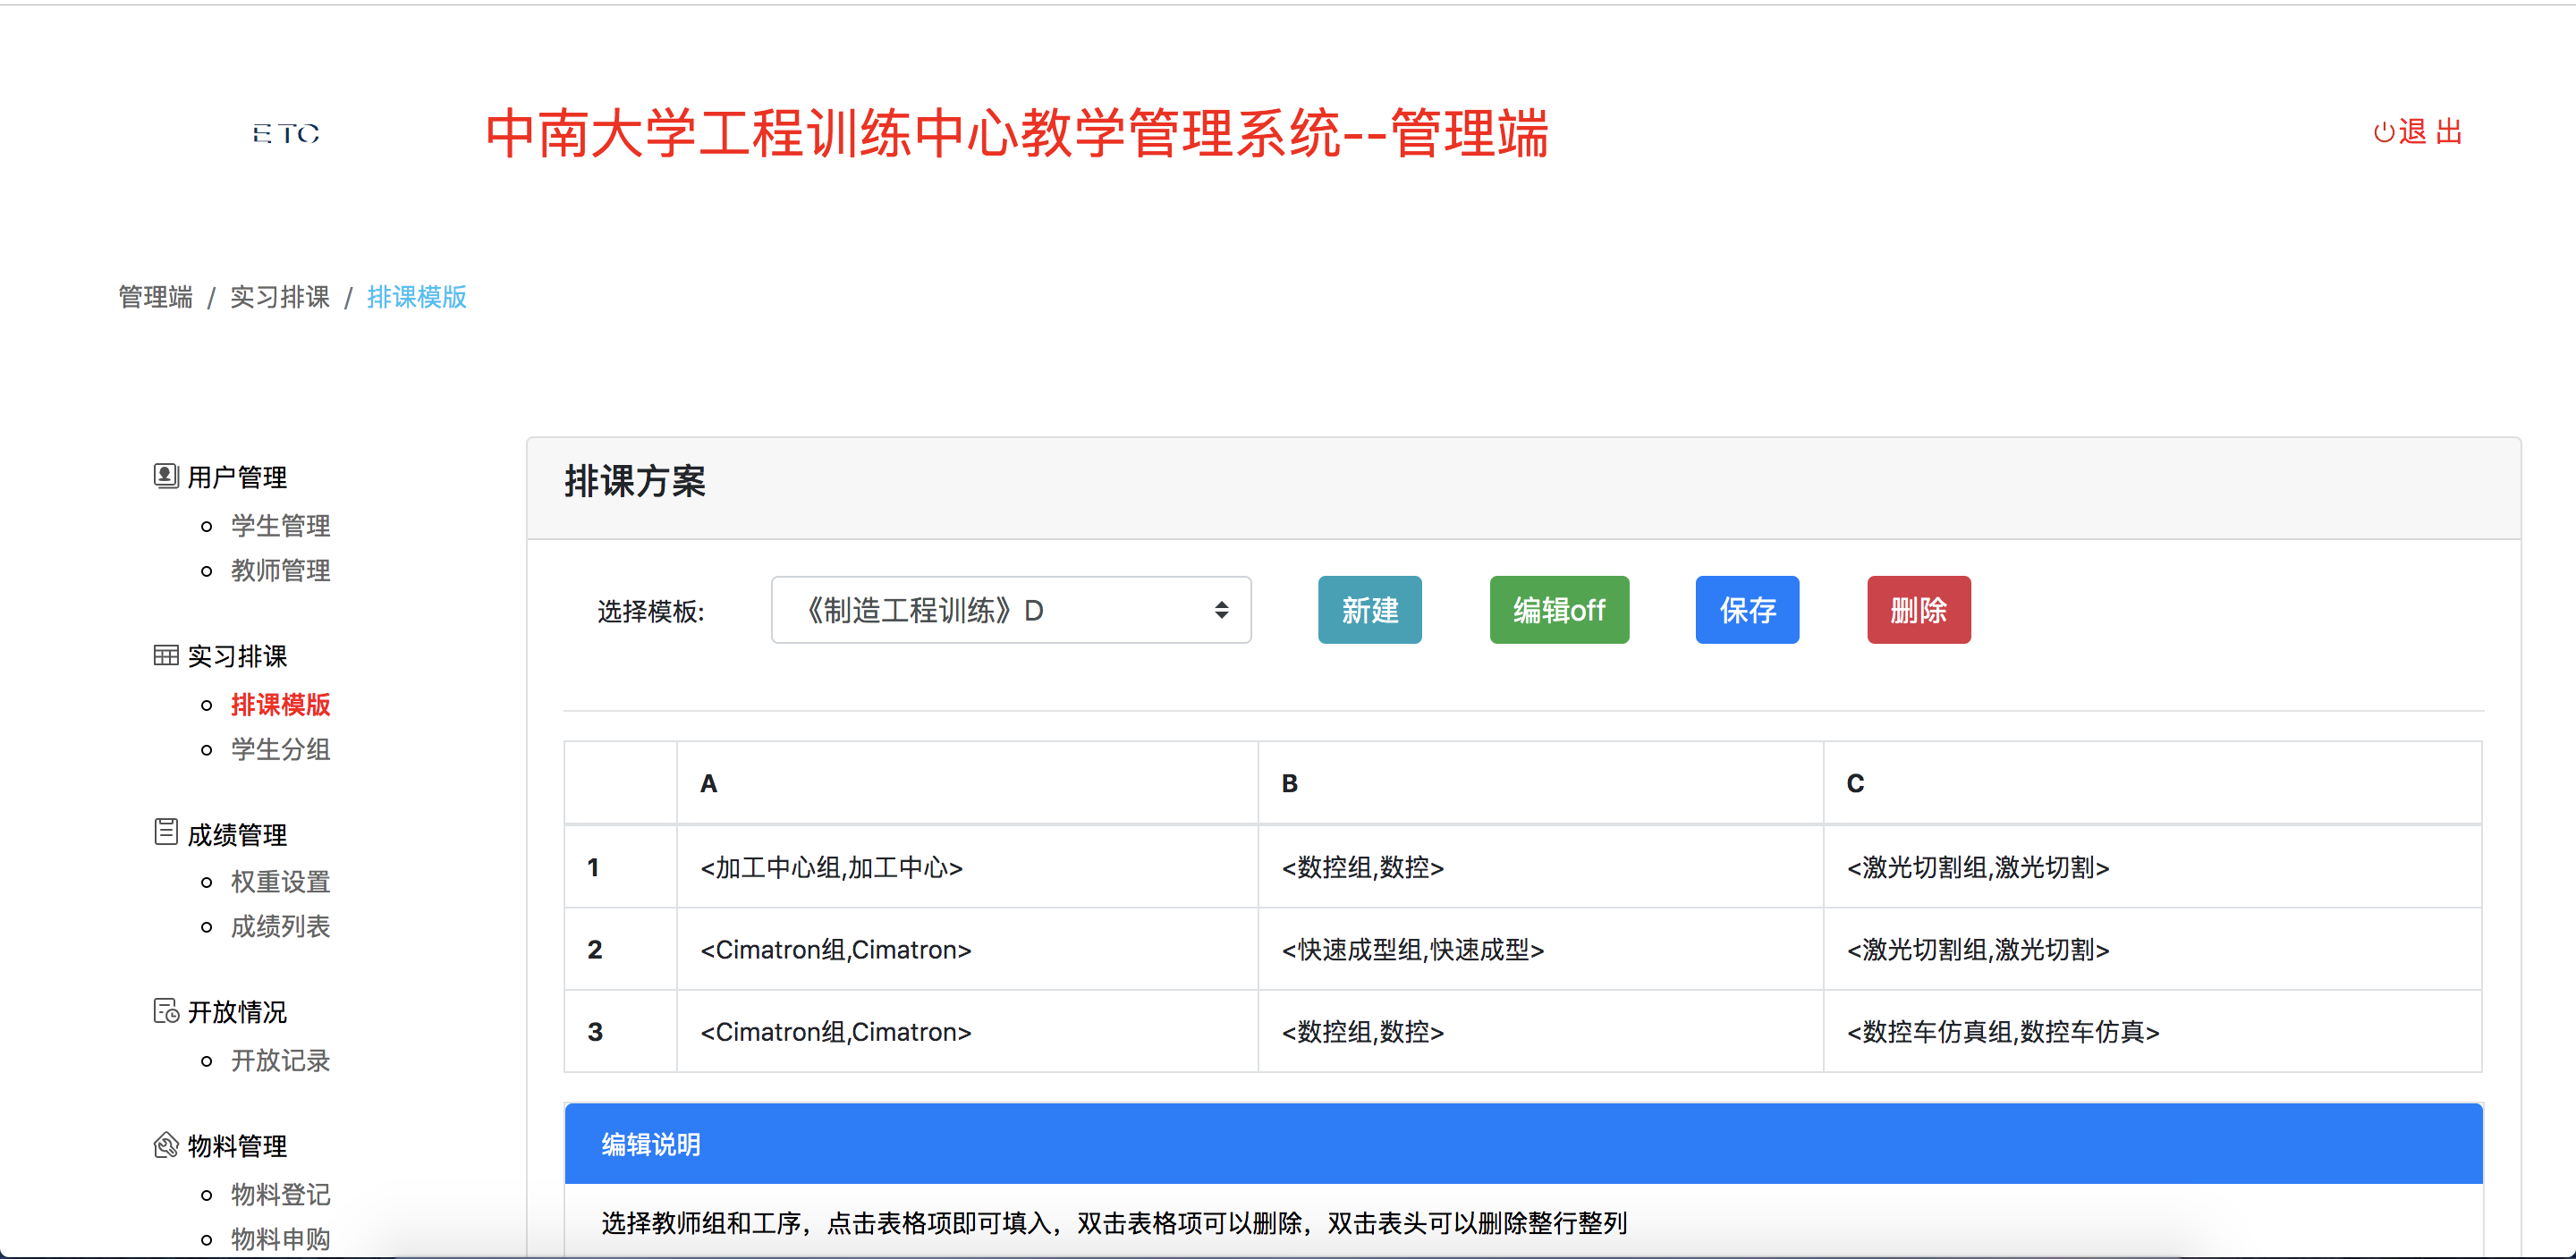 ETC
中南大学工程训练中心教学管理系统--管理端
退 出
管理端 / 实习排课 / 排课模版
用户管理
学生管理
教师管理
实习排课
排课模版
学生分组
成绩管理
权重设置
成绩列表
开放情况
开放记录
物料管理
物料登记
物料申购
排课方案
选择模板: 《制造工程训练》D 新建 编辑off 保存 删除
A B C
1 <加工中心组,加工中心> <数控组,数控> <激光切割组,激光切割>
2 <Cimatron组,Cimatron> <快速成型组,快速成型> <激光切割组,激光切割>
3 <Cimatron组,Cimatron> <数控组,数控> <数控车仿真组,数控车仿真>
编辑说明
选择教师组和工序，点击表格项即可填入，双击表格项可以删除，双击表头可以删除整行整列